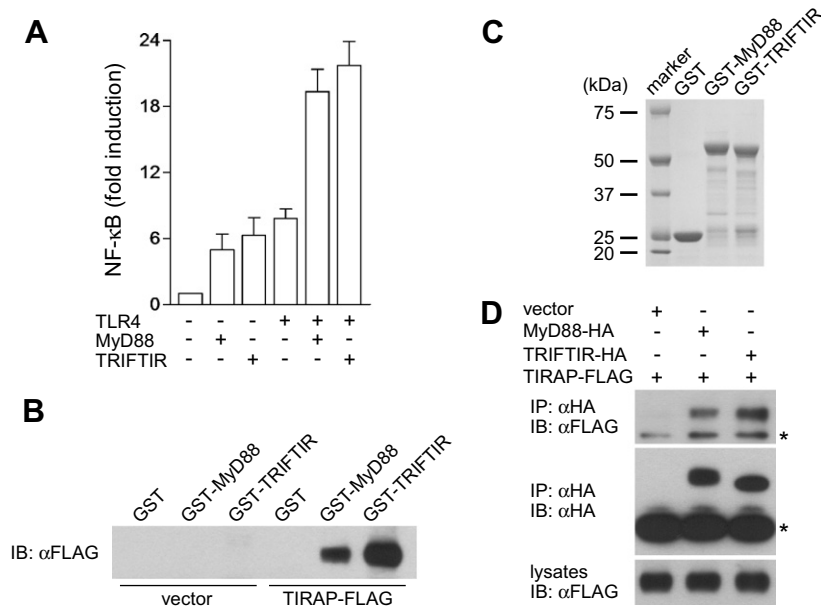 A
NF-κB (fold induction)
24
18
12
6
0
TLR4 - - - + + +
MyD88 - + - - + -
TRIFTIR - - + - - +
B
GST
GST-MyD88
GST-TRIFTIR
GST
GST-MyD88
GST-TRIFTIR
IB: αFLAG
vector
TIRAP-FLAG
C
(kDa)
marker
GST
GST-MyD88
GST-TRIFTIR
75
50
37
25
20
D
vector + - -
MyD88-HA - + -
TRIFTIR-HA - - +
TIRAP-FLAG + + +
IP: αHA
IB: αFLAG
*
IP: αHA
IB: αHA
*
lysates
IB: αFLAG